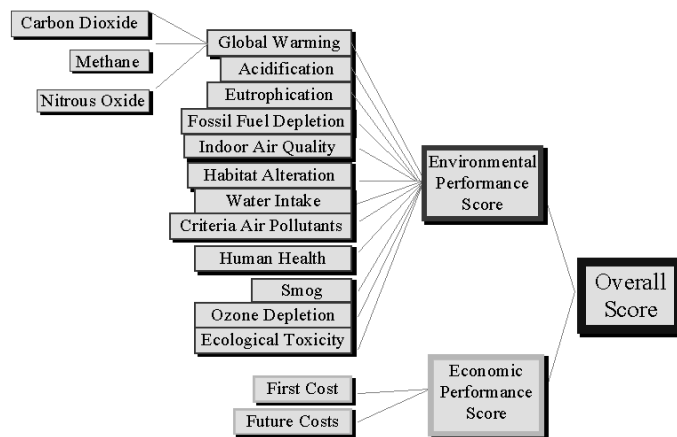 Carbon Dioxide
Methane
Nitrous Oxide
Global Warming
Acidification
Eutrophication
Fossil Fuel Depletion
Indoor Air Quality
Habitat Alteration
Water Intake
Criteria Air Pollutants
Human Health
Smog
Ozone Depletion
Ecological Toxicity
First Cost
Future Costs
Environmental
Performance
Score
Economic
Performance
Score
Overall
Score